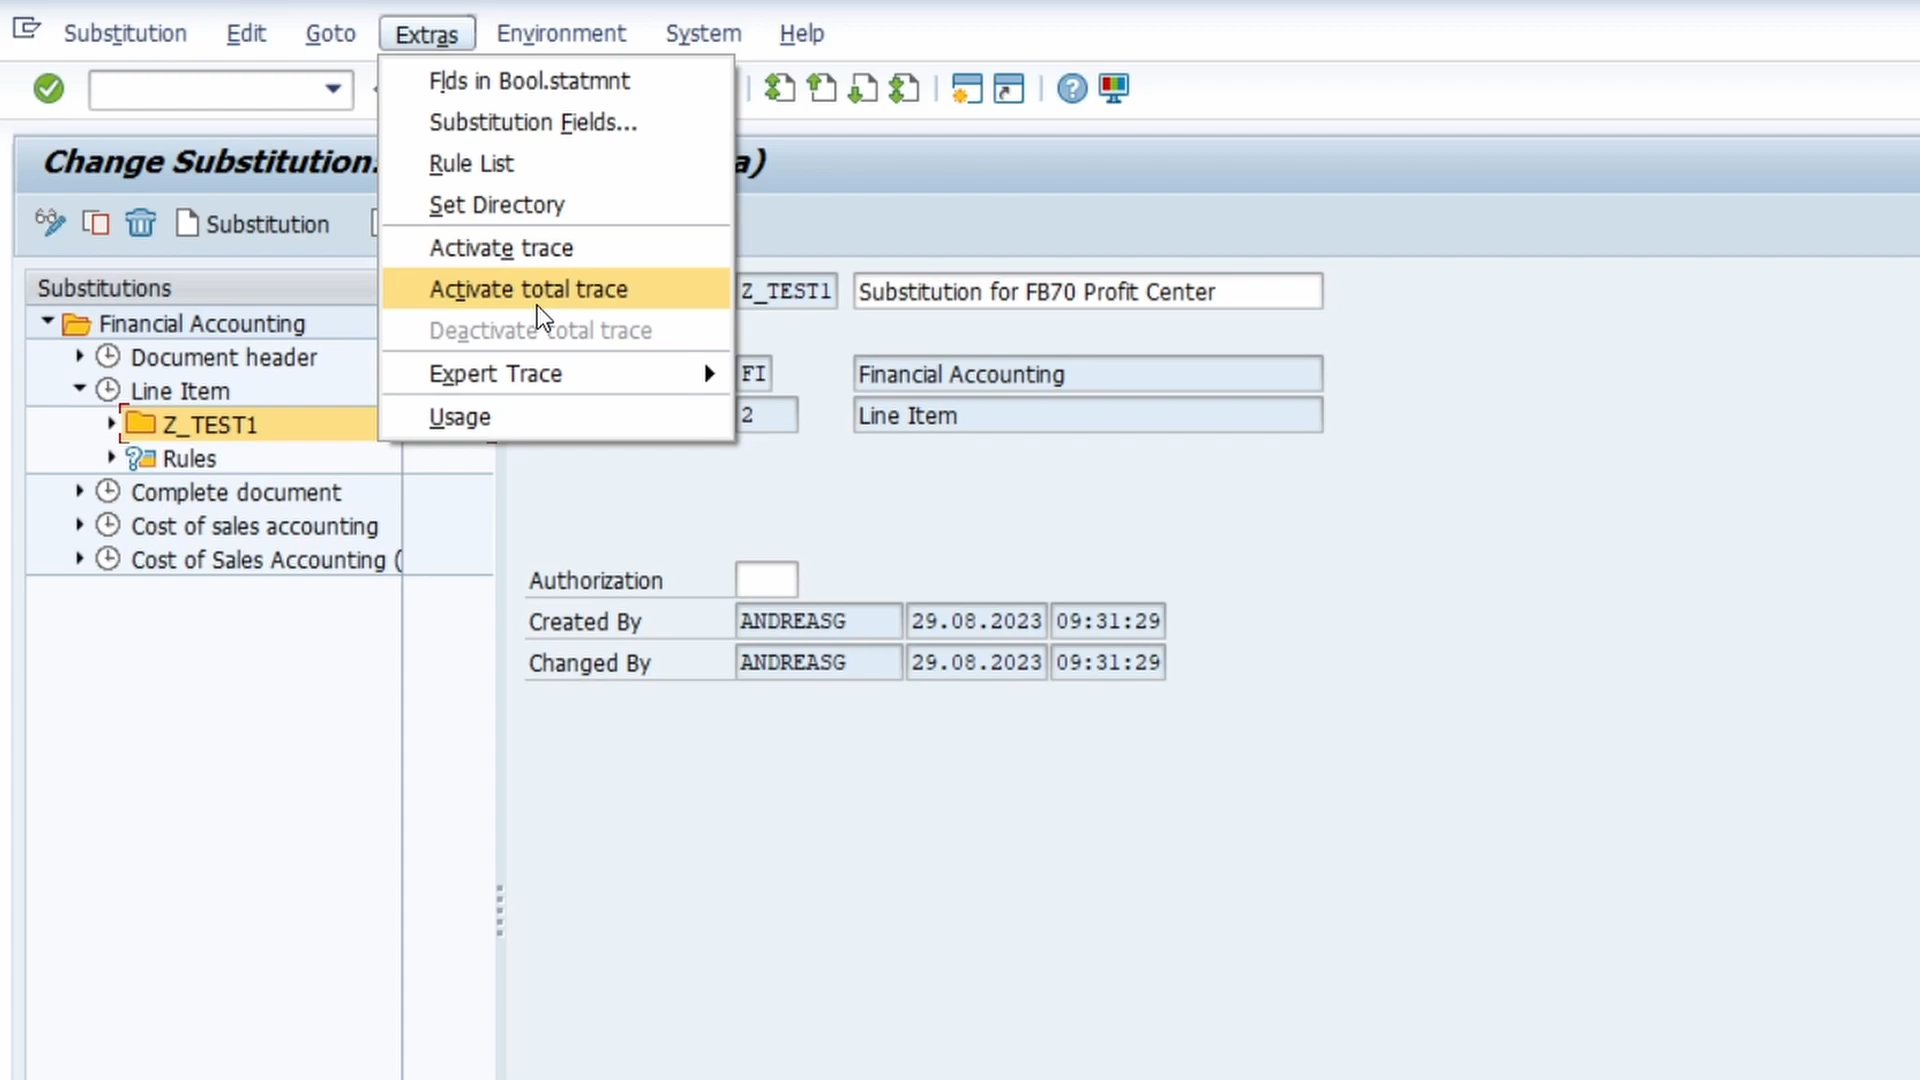 Substitution Edit Goto Extras Environment System Help
Flds in Bool.statmnt
Substitution Fields...
Rule List
Set Directory
Activate trace
Activate total trace
Deactivate total trace
Expert Trace
Usage
Change Substitution: a)
Substitution
Substitutions
Financial Accounting
Document header
Line Item
Z_TEST1
Rules
Complete document
Cost of sales accounting
Cost of Sales Accounting (
Z_TEST1 Substitution for FB70 Profit Center
FI Financial Accounting
2 Line Item
Authorization
Created By ANDREASG 29.08.2023 09:31:29
Changed By ANDREASG 29.08.2023 09:31:29